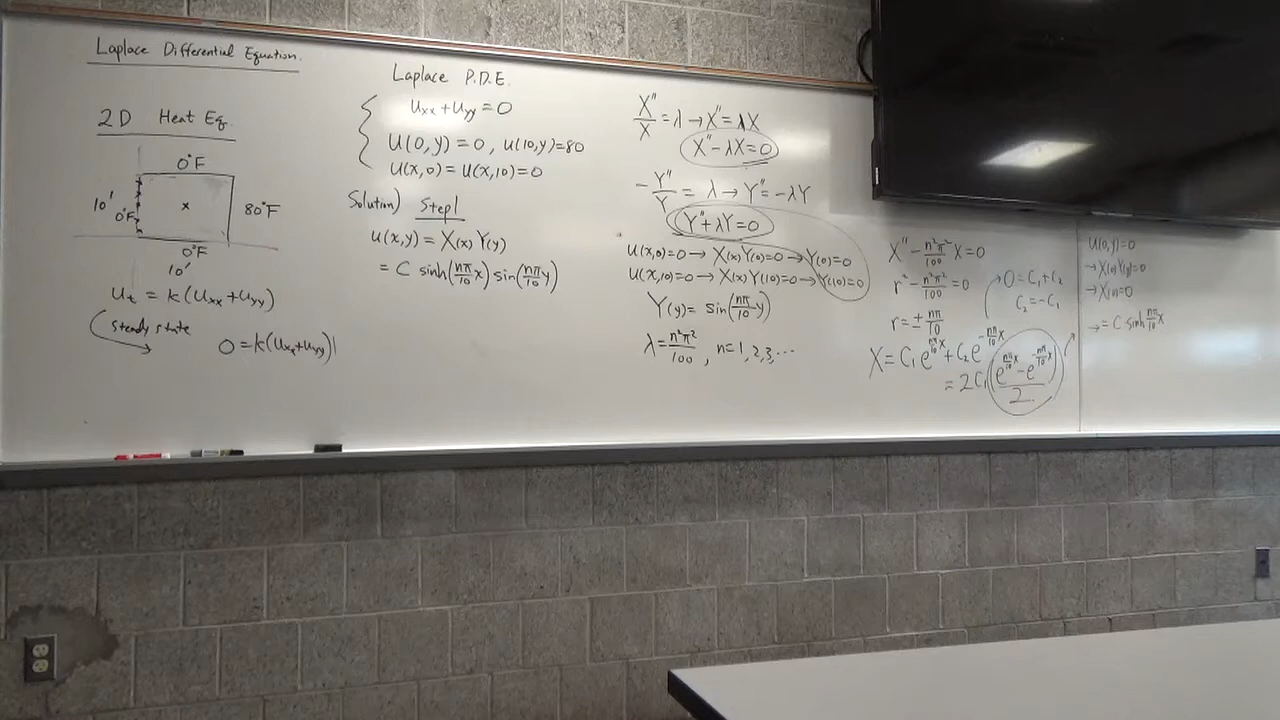 Laplace Differential Equation.
2D Heat Eq.
0°F
10'
0°F
80°F
0°F
10'
u_t = k(u_xx + u_yy)
steady state
0 = k(u_xx + u_yy)
Laplace P.D.E.
u_xx + u_yy = 0
u(0,y) = 0, u(10,y) = 80
u(x,0) = u(x,10) = 0
Solution) Step1
u(x,y) = X(x) Y(y)
= C sinh(nπ/10 x) sin(nπ/10 y)
X''/X = λ → X'' = λX
X'' - λX = 0
-Y''/Y = λ → Y'' = -λY
Y'' + λY = 0
u(x,0) = 0 → X(x) Y(0) = 0 → Y(0) = 0
u(x,10) = 0 → X(x) Y(10) = 0 → Y(10) = 0
Y(y) = sin(nπ/10 y)
λ = n²π²/100, n = 1, 2, 3, ...
X'' - n²π²/100 X = 0
r² - n²π²/100 = 0
r = ± nπ/10
X = C₁ e^(nπ/10 x) + C₂ e^(-nπ/10 x)
= 2C₁ (e^(nπ/10 x) - e^(-nπ/10 x))/2
→ 0 = C₁ + C₂
C₂ = -C₁
u(0,y) = 0
→ X(0) Y(y) = 0
→ X(0) = 0
→ = C sinh nπ/10 x